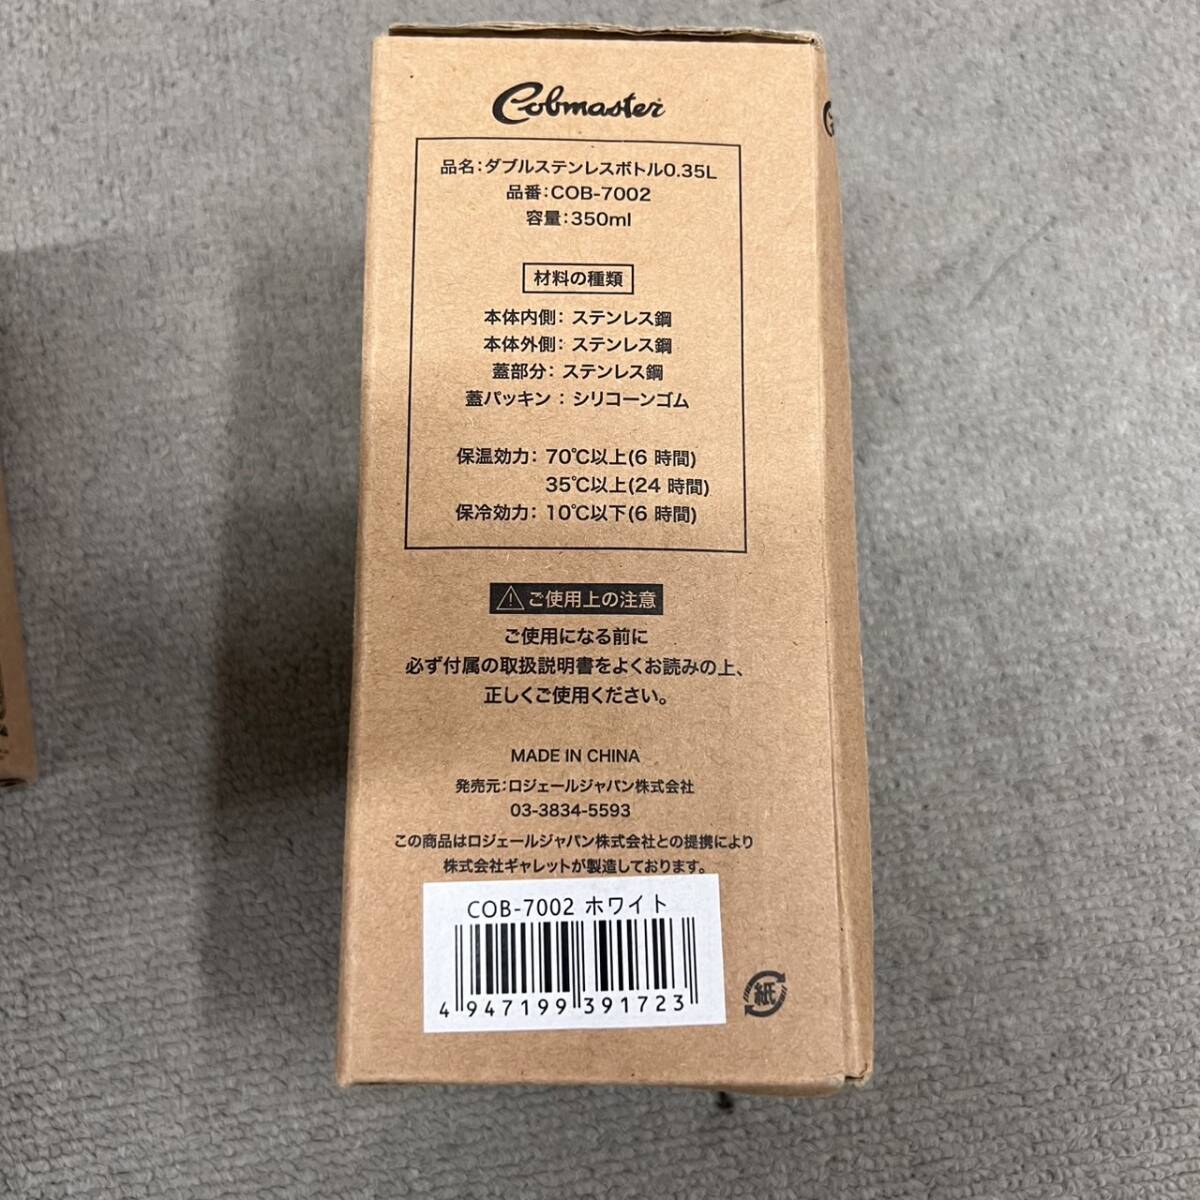 Cobmaster
品名:ダブルステンレスボトル0.35L
品番:COB-7002
容量:350ml
材料の種類
本体内側: ステンレス鋼
本体外側: ステンレス鋼
蓋部分: ステンレス鋼
蓋パッキン : シリコーンゴム
保温効力: 70℃以上(6 時間)
35℃以上(24 時間)
保冷効力: 10℃以下(6 時間)
ご使用上の注意
ご使用になる前に
必ず付属の取扱説明書をよくお読みの上、
正しくご使用ください。
MADE IN CHINA
発売元:ロジェールジャパン株式会社
03-3834-5593
この商品はロジェールジャパン株式会社との提携により
株式会社ギャレットが製造しております。
COB-7002 ホワイト
4 947199 391723
紙